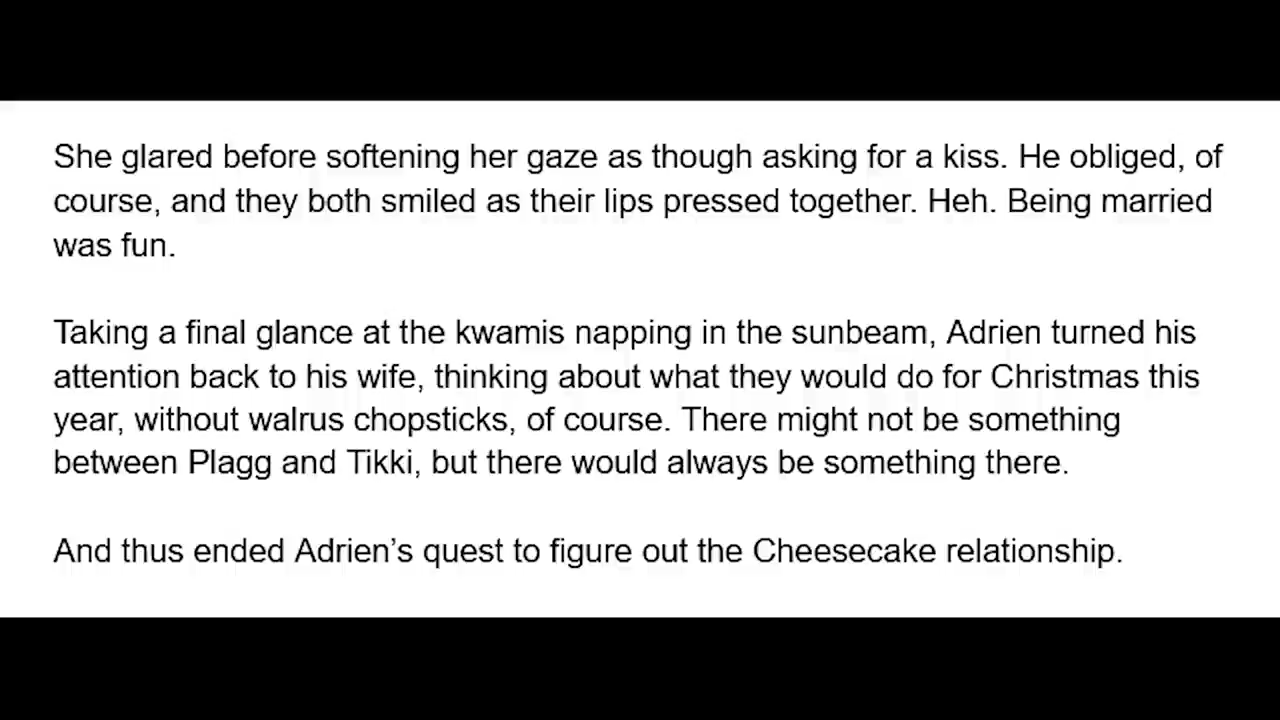 She glared before softening her gaze as though asking for a kiss. He obliged, of
course, and they both smiled as their lips pressed together. Heh. Being married
was fun.
Taking a final glance at the kwamis napping in the sunbeam, Adrien turned his
attention back to his wife, thinking about what they would do for Christmas this
year, without walrus chopsticks, of course. There might not be something
between Plagg and Tikki, but there would always be something there.
And thus ended Adrien’s quest to figure out the Cheesecake relationship.